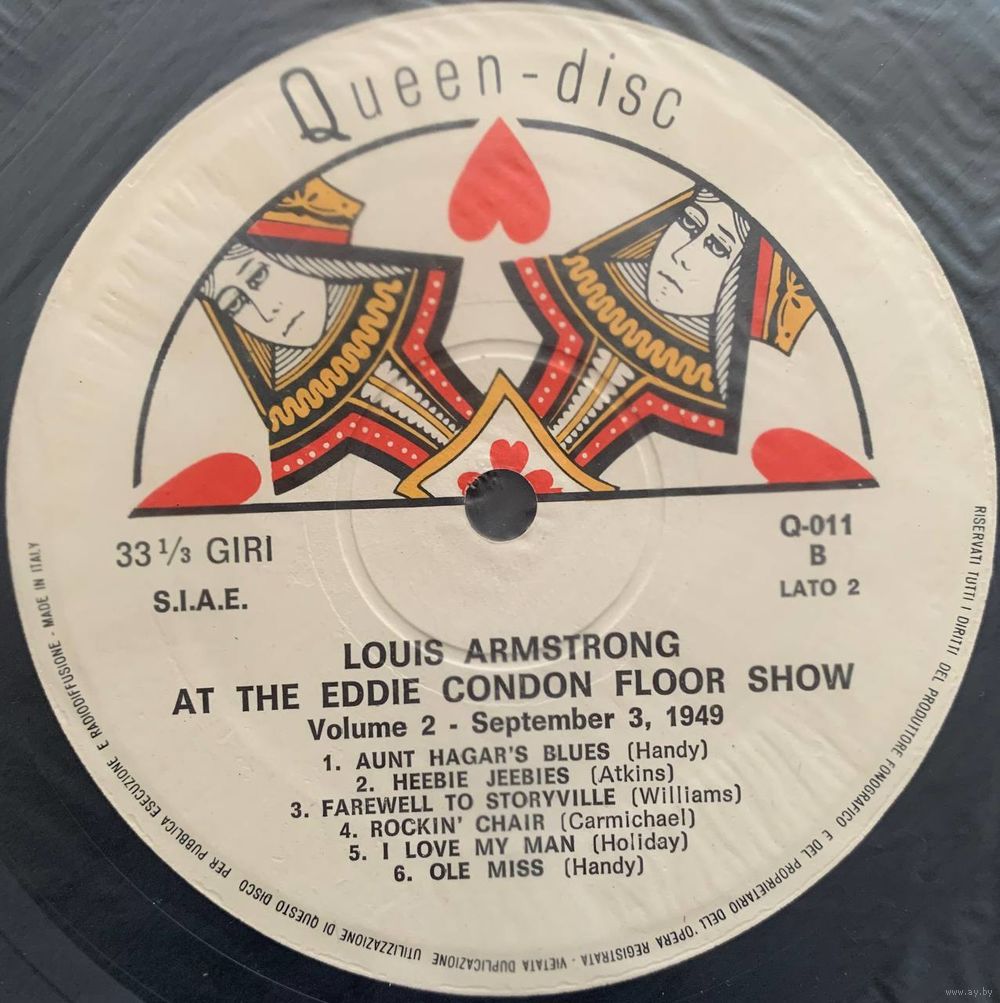 Queen-disc
33 1/3 GIRI
S.I.A.E.
Q-011
B
LATO 2
LOUIS ARMSTRONG
AT THE EDDIE CONDON FLOOR SHOW
Volume 2 - September 3, 1949
1. AUNT HAGAR'S BLUES (Handy)
2. HEEBIE JEEBIES (Atkins)
3. FAREWELL TO STORYVILLE (Williams)
4. ROCKIN' CHAIR (Carmichael)
5. I LOVE MY MAN (Holiday)
6. OLE MISS (Handy)
RISERVATI TUTTI I DIRITTI DEL PRODUTTORE FONOGRAFICO E DEL PROPRIETARIO DELL'OPERA REGISTRATA - VIETATA DUPLICAZIONE UTILIZZAZIONE DI QUESTO DISCO PER PUBBLICA ESECUZIONE E RADIODIFFUSIONE - MADE IN ITALY
www.ay.by